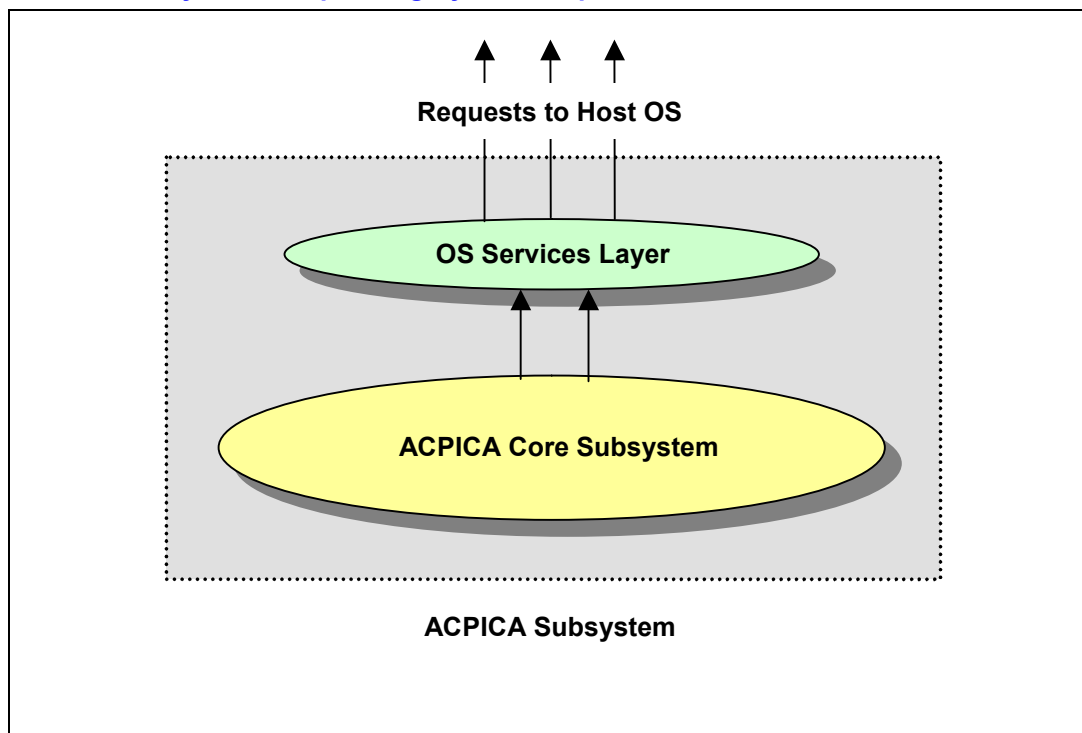 Requests to Host OS
OS Services Layer
ACPICA Core Subsystem
ACPICA Subsystem